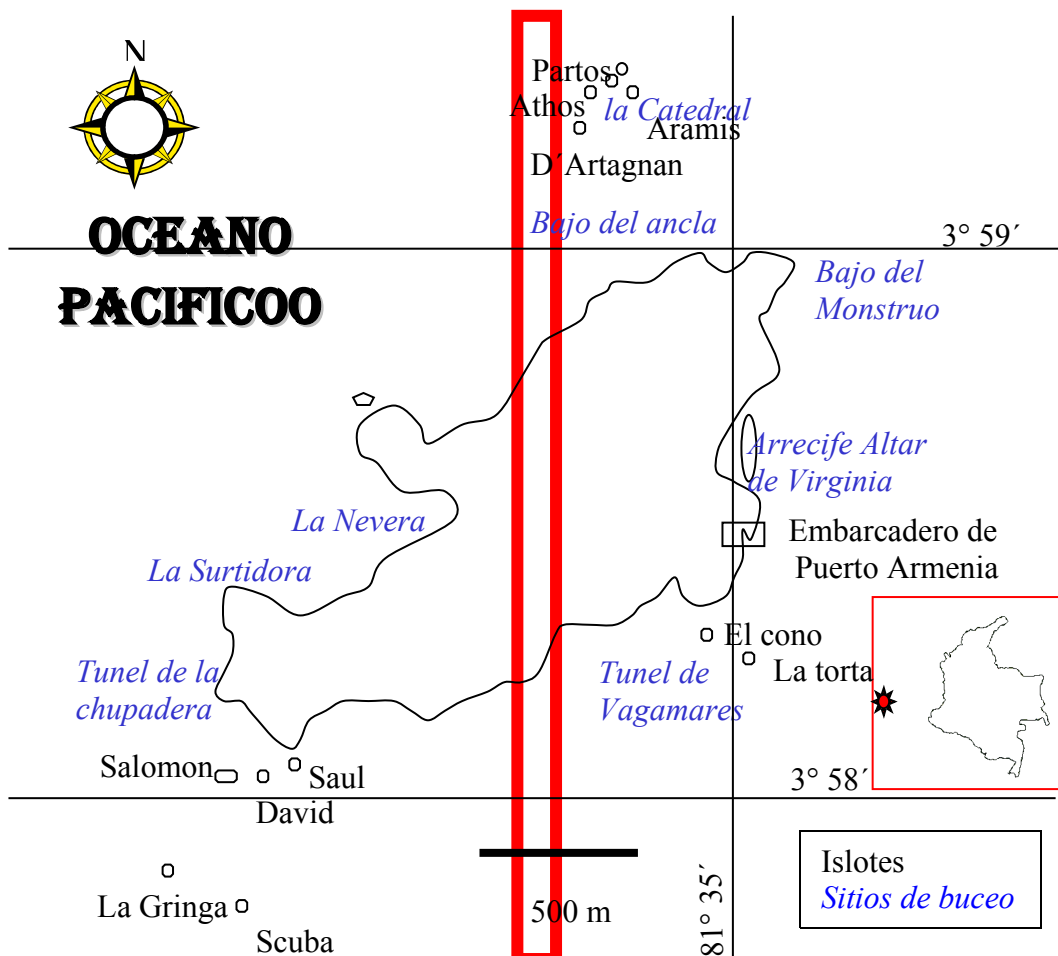 N
Partos
Athos
la Catedral
Aramis
D´Artagnan
OCEANO
PACIFICOO
Bajo del ancla
3° 59´
Bajo del
Monstruo
Arrecife Altar
de Virginia
La Nevera
Embarcadero de
Puerto Armenia
La Surtidora
El cono
Tunel de la
chupadera
Tunel de
Vagamares
La torta
Salomon
Saul
David
3° 58´
La Gringa
Scuba
500 m
81° 35´
Islotes
Sitios de buceo